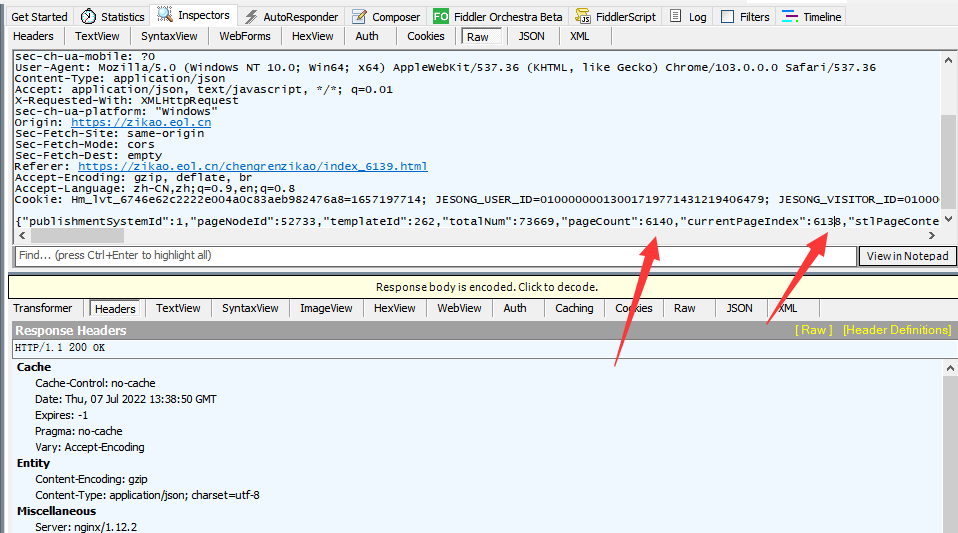 Get Started Statistics Inspectors AutoResponder Composer FO Fiddler Orchestra Beta FiddlerScript Log Filters Timeline
Headers TextView SyntaxView WebForms HexView Auth Cookies Raw JSON XML
sec-ch-ua-mobile: ?0
User-Agent: Mozilla/5.0 (Windows NT 10.0; Win64; x64) AppleWebKit/537.36 (KHTML, like Gecko) Chrome/103.0.0.0 Safari/537.36
Content-Type: application/json
Accept: application/json, text/javascript, */*; q=0.01
X-Requested-With: XMLHttpRequest
sec-ch-ua-platform: "Windows"
Origin: https://zikao.eol.cn
Sec-Fetch-Site: same-origin
Sec-Fetch-Mode: cors
Sec-Fetch-Dest: empty
Referer: https://zikao.eol.cn/chengrenzikao/index_6139.html
Accept-Encoding: gzip, deflate, br
Accept-Language: zh-CN,zh;q=0.9,en;q=0.8
Cookie: Hm_lvt_6746e62c2222e004a0c83aeb982476a8=1657197714; JESONG_USER_ID=01000000013001719771431219406479; JESONG_VISITOR_ID=010000
{"publishmentSystemId":1,"pageNodeId":52733,"templateId":262,"totalNum":73669,"pageCount":6140,"currentPageIndex":6138,"stlPageConte
Find... (press Ctrl+Enter to highlight all) View in Notepad
Response body is encoded. Click to decode.
Transformer Headers TextView SyntaxView ImageView HexView WebView Auth Caching Cookies Raw JSON XML
Response Headers [ Raw ] [Header Definitions]
HTTP/1.1 200 OK
Cache
Cache-Control: no-cache
Date: Thu, 07 Jul 2022 13:38:50 GMT
Expires: -1
Pragma: no-cache
Vary: Accept-Encoding
Entity
Content-Encoding: gzip
Content-Type: application/json; charset=utf-8
Miscellaneous
Server: nginx/1.12.2